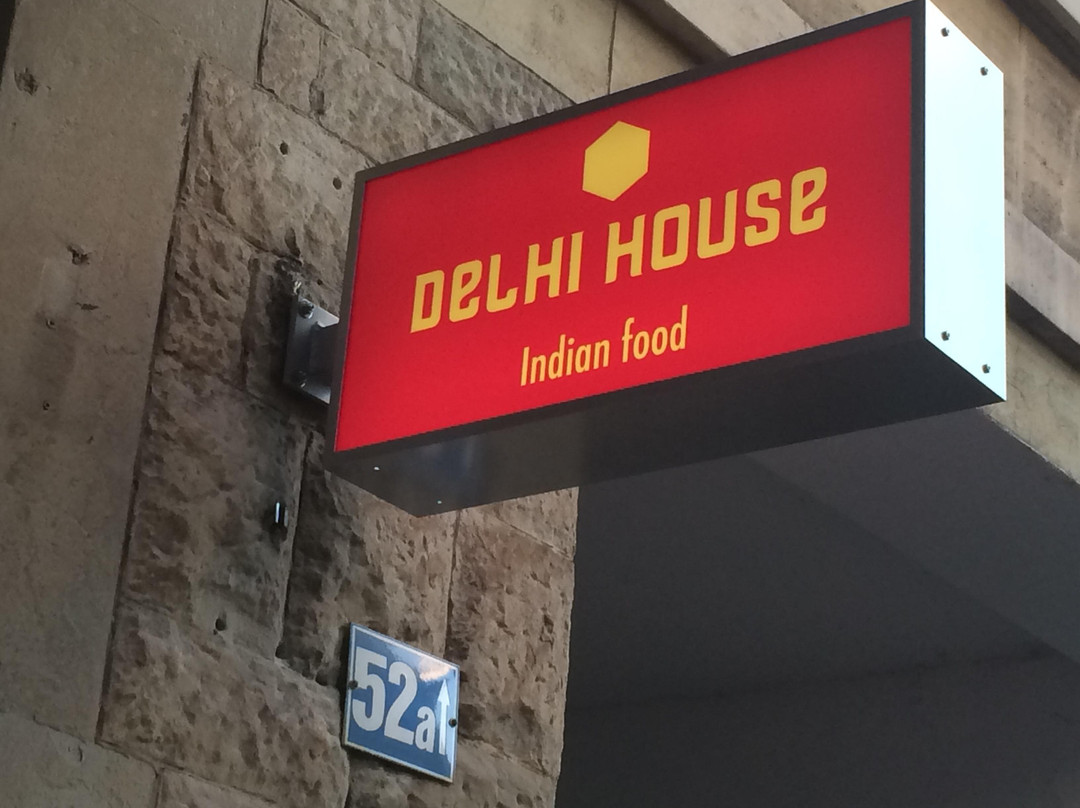 DELHI HOUSE
Indian food
52a↑